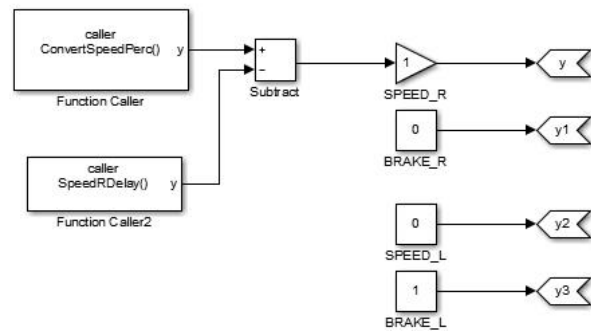 caller
ConvertSpeedPerc()
y
Function Caller
+
−
Subtract
1
SPEED_R
y
0
BRAKE_R
y1
caller
SpeedRDelay()
y
Function Caller2
0
SPEED_L
y2
1
BRAKE_L
y3